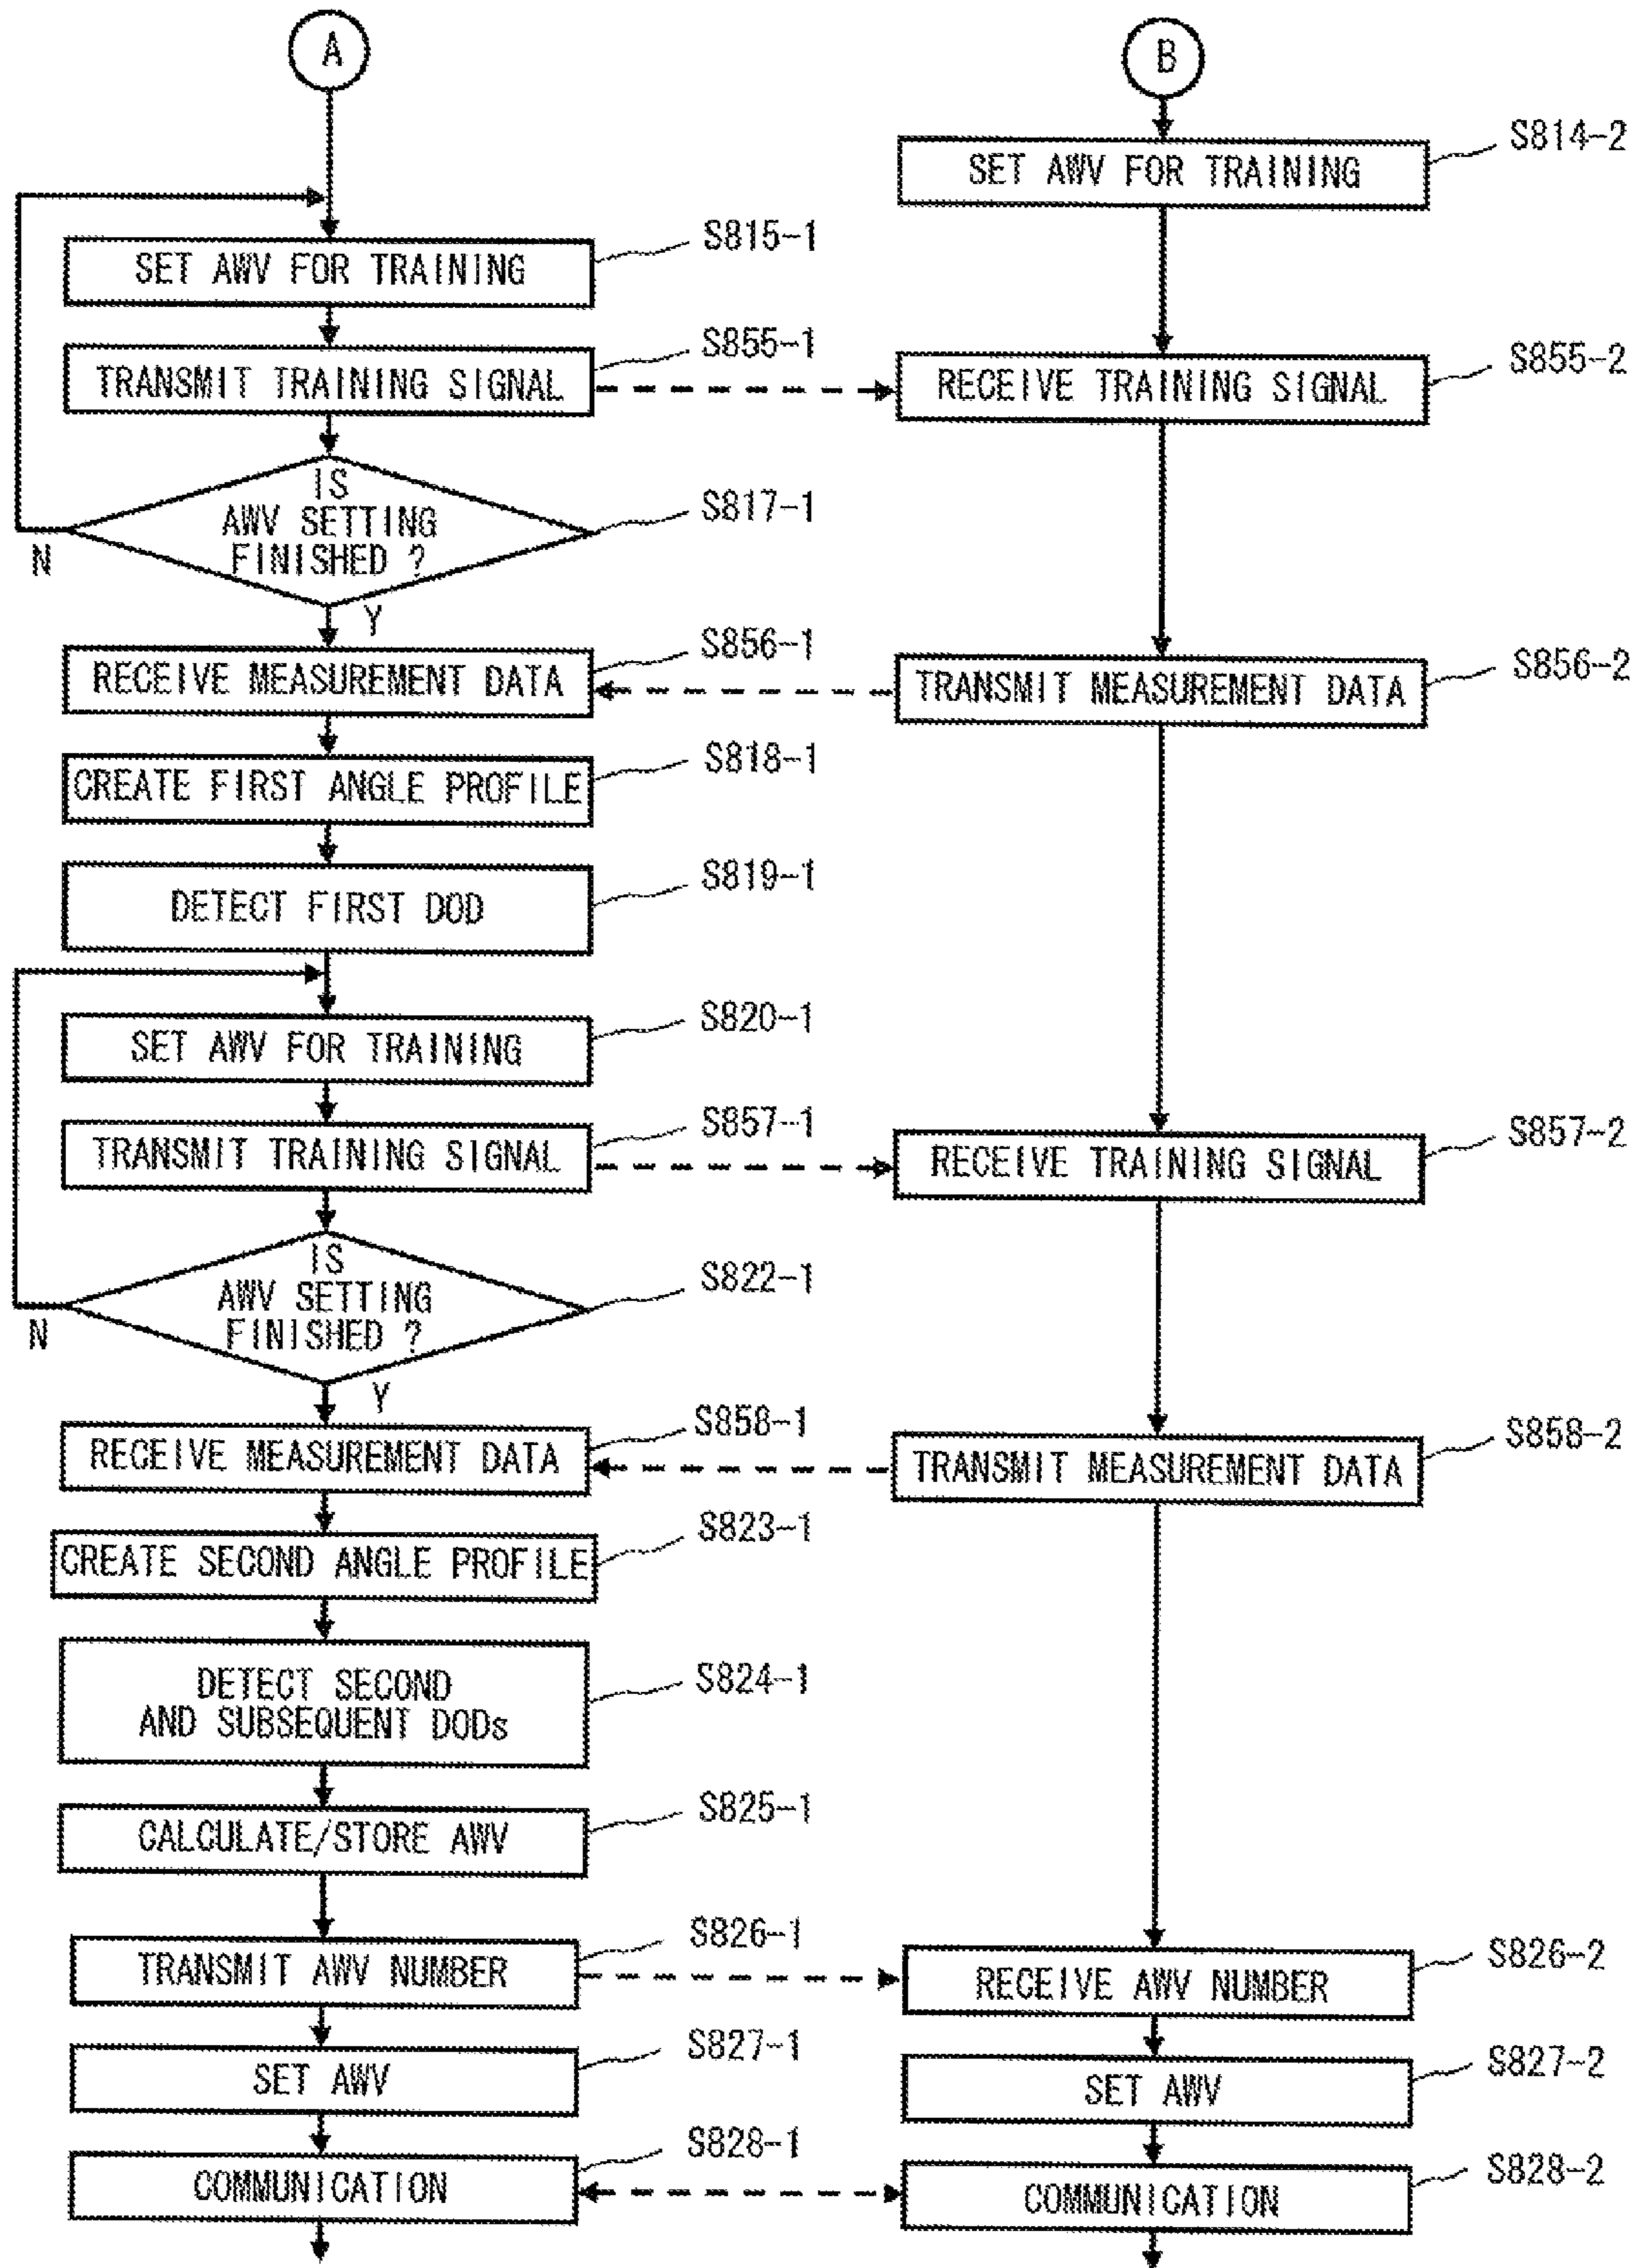 A
B
SET AWV FOR TRAINING
S814-2
SET AWV FOR TRAINING
S815-1
TRANSMIT TRAINING SIGNAL
S855-1
RECEIVE TRAINING SIGNAL
S855-2
IS
AWV SETTING
FINISHED ?
S817-1
N
Y
RECEIVE MEASUREMENT DATA
S856-1
TRANSMIT MEASUREMENT DATA
S856-2
CREATE FIRST ANGLE PROFILE
S818-1
DETECT FIRST DOD
S819-1
SET AWV FOR TRAINING
S820-1
TRANSMIT TRAINING SIGNAL
S857-1
RECEIVE TRAINING SIGNAL
S857-2
IS
AWV SETTING
FINISHED ?
S822-1
N
Y
RECEIVE MEASUREMENT DATA
S858-1
TRANSMIT MEASUREMENT DATA
S858-2
CREATE SECOND ANGLE PROFILE
S823-1
DETECT SECOND
AND SUBSEQUENT DODs
S824-1
CALCULATE/STORE AWV
S825-1
TRANSMIT AWV NUMBER
S826-1
RECEIVE AWV NUMBER
S826-2
SET AWV
S827-1
SET AWV
S827-2
COMMUNICATION
S828-1
COMMUNICATION
S828-2